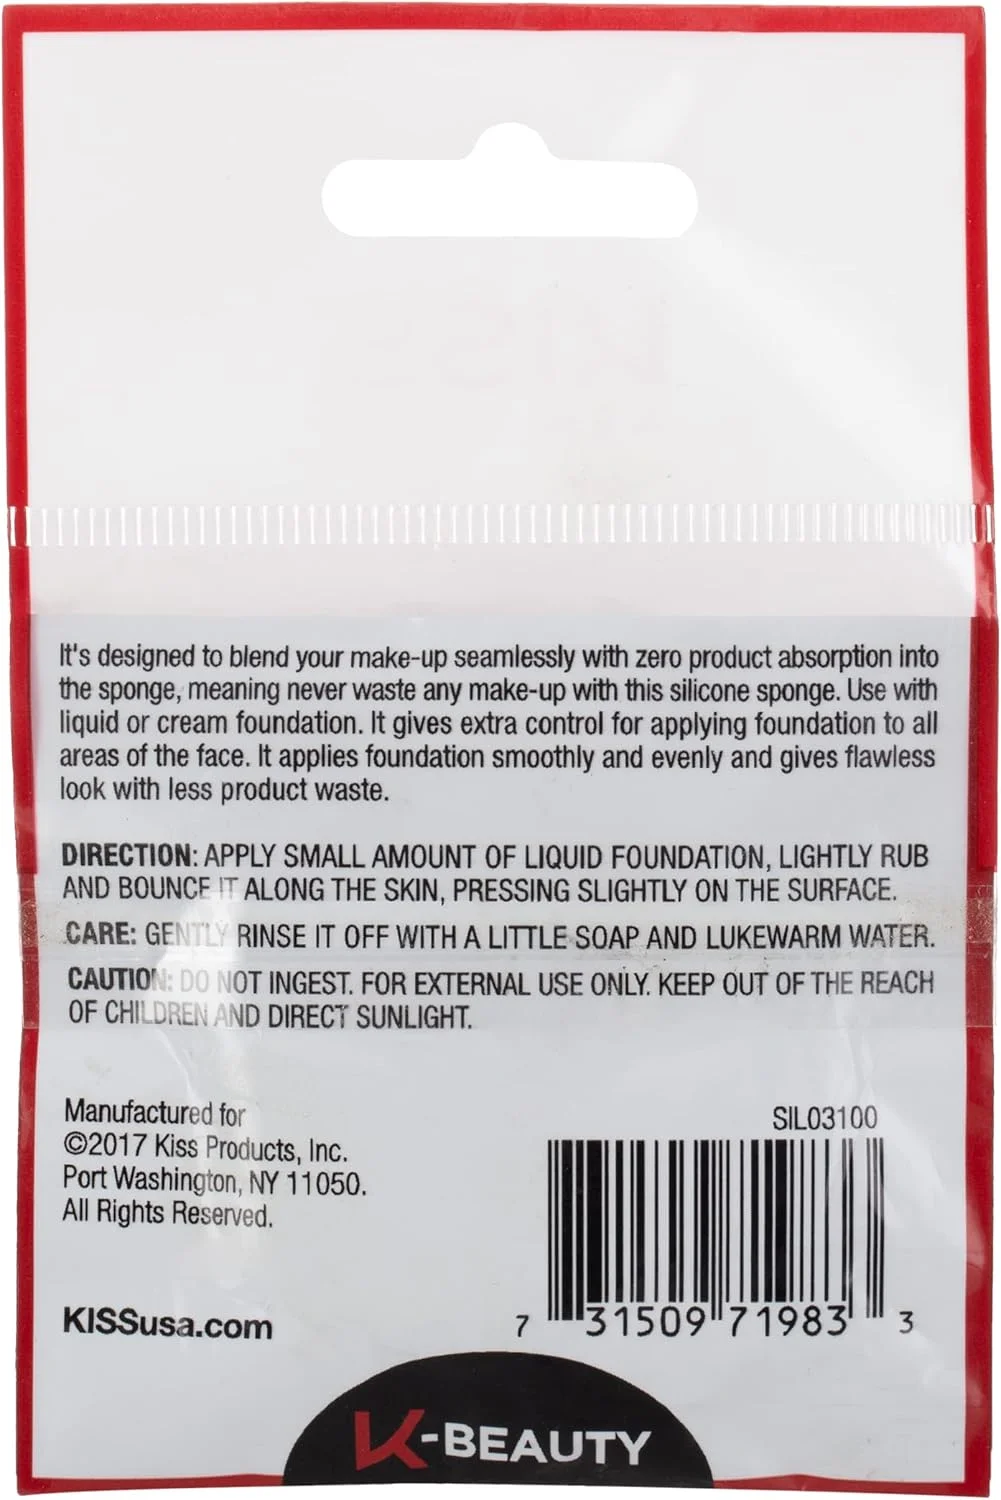 It's designed to blend your make-up seamlessly with zero product absorption into
the sponge, meaning never waste any make-up with this silicone sponge. Use with
liquid or cream foundation. It gives extra control for applying foundation to all
areas of the face. It applies foundation smoothly and evenly and gives flawless
look with less product waste.
DIRECTION: APPLY SMALL AMOUNT OF LIQUID FOUNDATION, LIGHTLY RUB
AND BOUNCE IT ALONG THE SKIN, PRESSING SLIGHTLY ON THE SURFACE.
CARE: GENTLY RINSE IT OFF WITH A LITTLE SOAP AND LUKEWARM WATER.
CAUTION: DO NOT INGEST. FOR EXTERNAL USE ONLY. KEEP OUT OF THE REACH
OF CHILDREN AND DIRECT SUNLIGHT.
Manufactured for
©2017 Kiss Products, Inc.
Port Washington, NY 11050.
All Rights Reserved.
KISSusa.com
SIL03100
7 31509 71983 3
K-BEAUTY